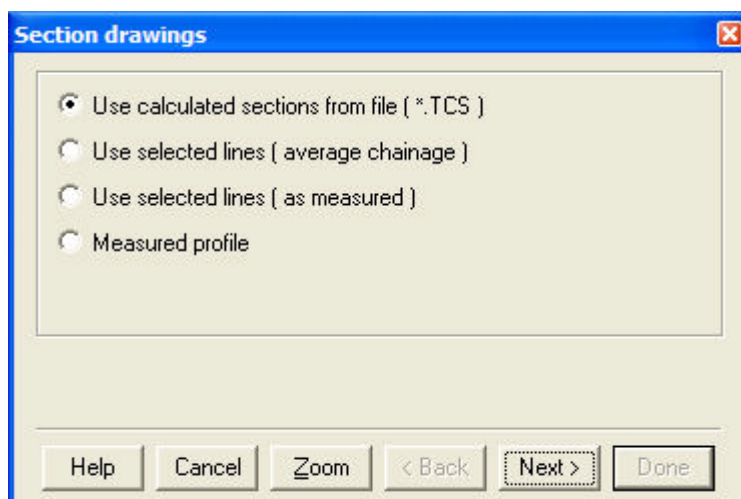 Section drawings
Use calculated sections from file ( *.TCS )
Use selected lines ( average chainage )
Use selected lines ( as measured )
Measured profile
Help Cancel Zoom < Back Next > Done